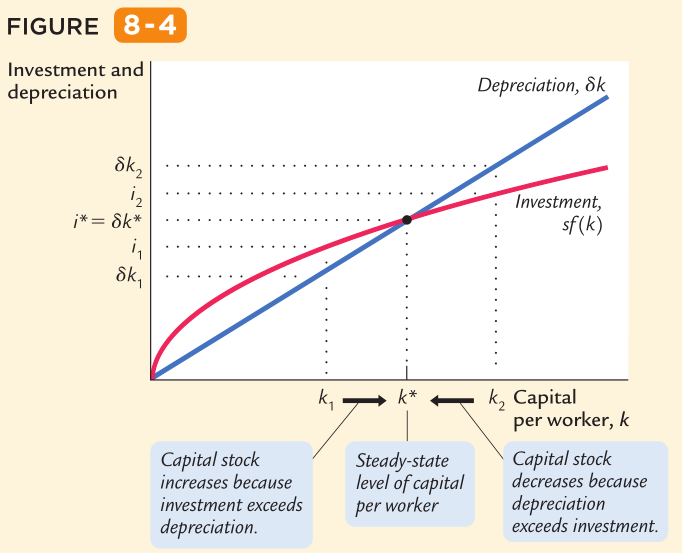 FIGURE 8-4
Investment and
depreciation
Depreciation, δk
δk₂
i₂
i* = δk*
i₁
δk₁
Investment,
sf(k)
k₁
k*
k₂
Capital
per worker, k
Capital stock
increases because
investment exceeds
depreciation.
Steady-state
level of capital
per worker
Capital stock
decreases because
depreciation
exceeds investment.